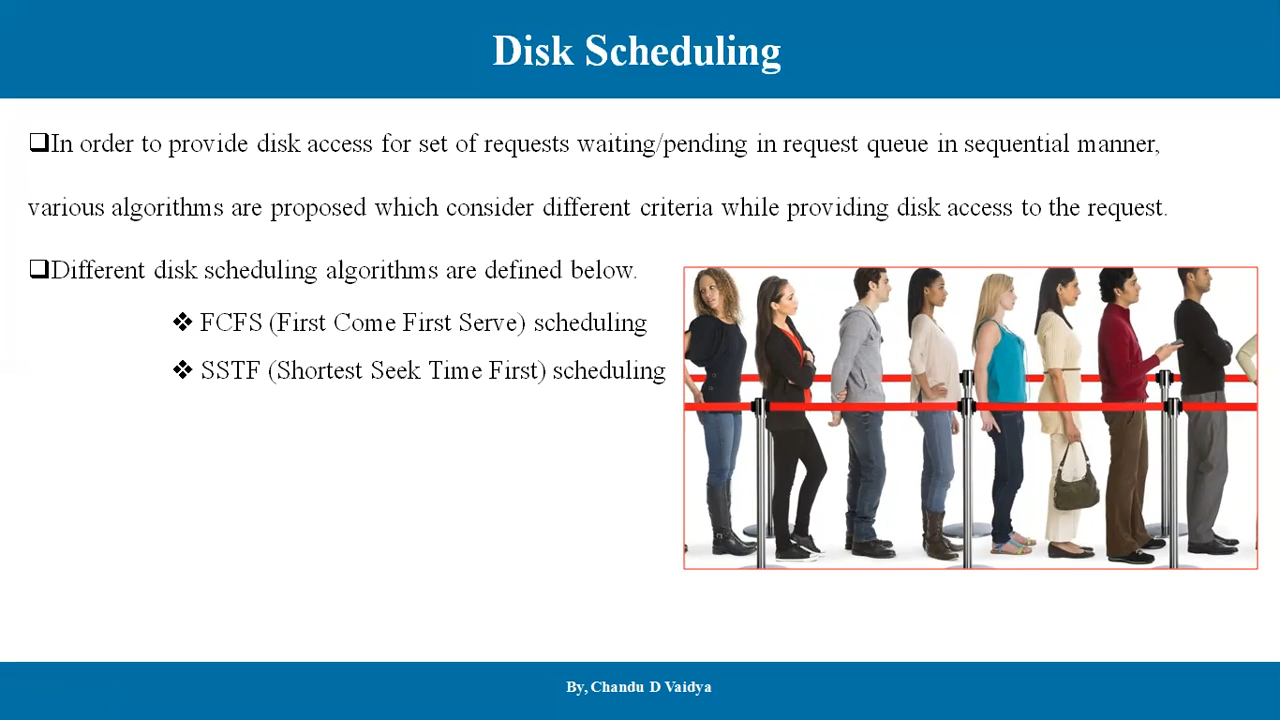 Disk Scheduling
❑In order to provide disk access for set of requests waiting/pending in request queue in sequential manner,
various algorithms are proposed which consider different criteria while providing disk access to the request.
❑Different disk scheduling algorithms are defined below.
❖ FCFS (First Come First Serve) scheduling
❖ SSTF (Shortest Seek Time First) scheduling
By, Chandu D Vaidya